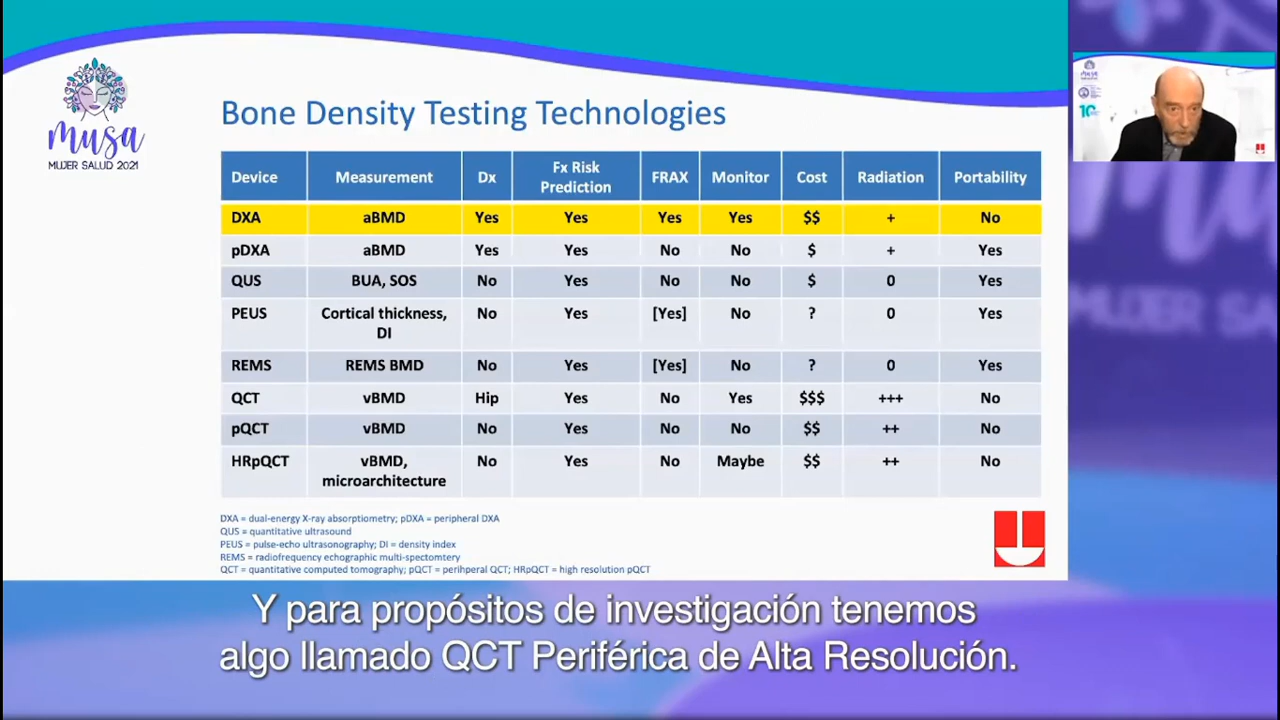 musa
MUJER SALUD 2021
Bone Density Testing Technologies
Device Measurement Dx Fx Risk Prediction FRAX Monitor Cost Radiation Portability
DXA aBMD Yes Yes Yes Yes $$ + No
pDXA aBMD Yes Yes No No $ + Yes
QUS BUA, SOS No Yes No No $ 0 Yes
PEUS Cortical thickness, DI No Yes [Yes] No ? 0 Yes
REMS REMS BMD No Yes [Yes] No ? 0 Yes
QCT vBMD Hip Yes No Yes $$$ +++ No
pQCT vBMD No Yes No No $$ ++ No
HRpQCT vBMD, microarchitecture No Yes No Maybe $$ ++ No
DXA = dual-energy X-ray absorptiometry; pDXA = peripheral DXA
QUS = quantitative ultrasound
PEUS = pulse-echo ultrasonography; DI = density index
REMS = radiofrequency echographic multi-spectomtery
QCT = quantitative computed tomography; pQCT = perihperal QCT; HRpQCT = high resolution pQCT
MUJER SA
Y para propósitos de investigación tenemos
algo llamado QCT Periférica de Alta Resolución.